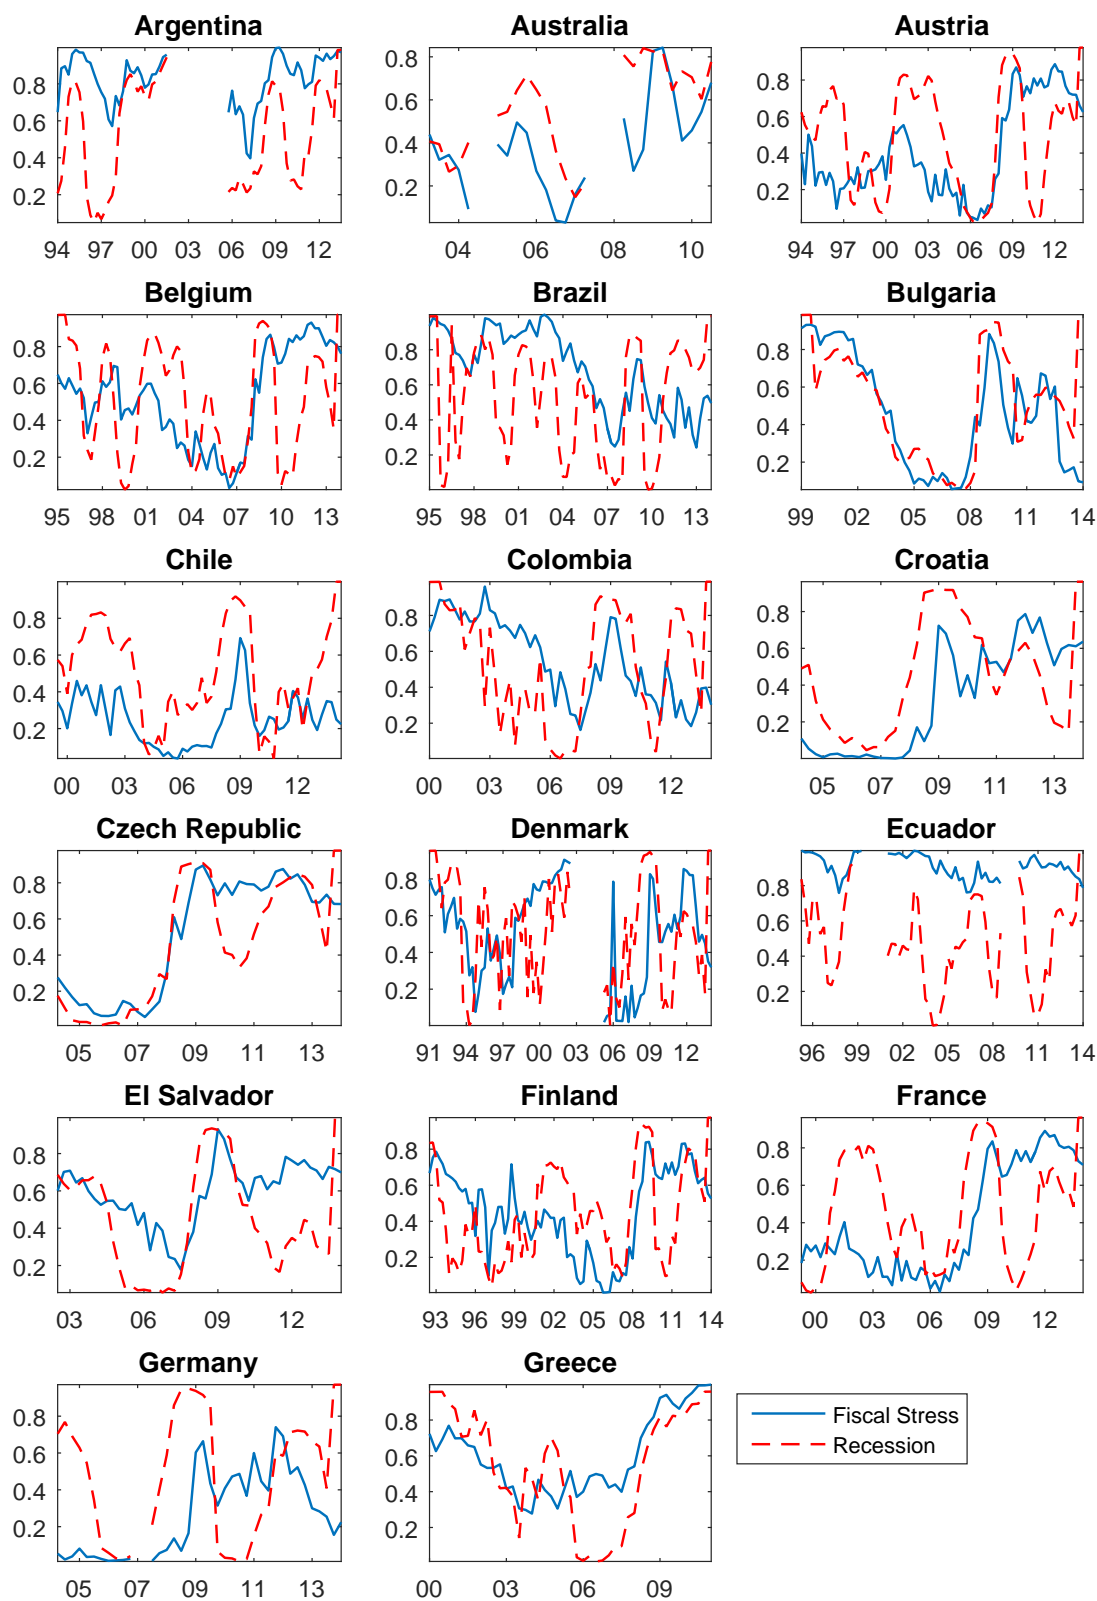 Argentina
0.8
0.6
0.4
0.2
94 97 00 03 06 09 12
Australia
0.8
0.6
0.4
0.2
04 06 08 10
Austria
0.8
0.6
0.4
0.2
94 97 00 03 06 09 12
Belgium
0.8
0.6
0.4
0.2
95 98 01 04 07 10 13
Brazil
0.8
0.6
0.4
0.2
95 98 01 04 07 10 13
Bulgaria
0.8
0.6
0.4
0.2
99 02 05 08 11 14
Chile
0.8
0.6
0.4
0.2
00 03 06 09 12
Colombia
0.8
0.6
0.4
0.2
00 03 06 09 12
Croatia
0.8
0.6
0.4
0.2
05 07 09 11 13
Czech Republic
0.8
0.6
0.4
0.2
05 07 09 11 13
Denmark
0.8
0.6
0.4
0.2
91 94 97 00 03 06 09 12
Ecuador
0.8
0.6
0.4
0.2
96 99 02 05 08 11 14
El Salvador
0.8
0.6
0.4
0.2
03 06 09 12
Finland
0.8
0.6
0.4
0.2
93 96 99 02 05 08 11 14
France
0.8
0.6
0.4
0.2
00 03 06 09 12
Germany
0.8
0.6
0.4
0.2
05 07 09 11 13
Greece
0.8
0.6
0.4
0.2
00 03 06 09
Fiscal Stress
Recession